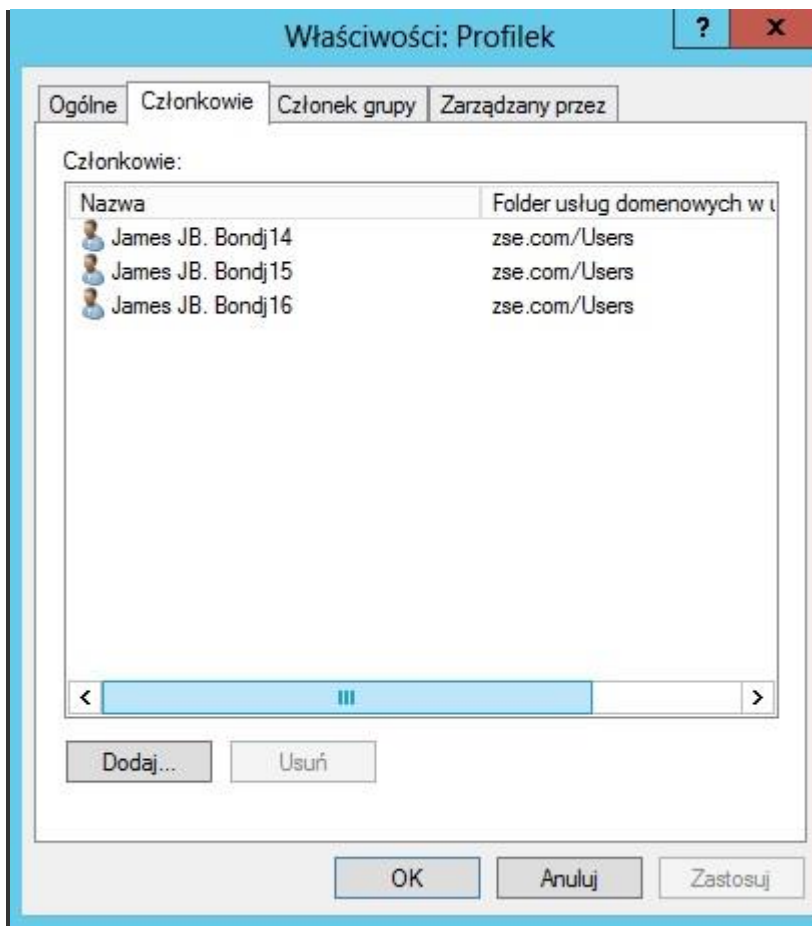 Właściwości: Profilek
?
x
Ogólne Członkowie Członek grupy Zarządzany przez
Członkowie:
Nazwa Folder usług domenowych w u
James JB. Bondj14 zse.com/Users
James JB. Bondj15 zse.com/Users
James JB. Bondj16 zse.com/Users
Dodaj... Usuń
OK Anuluj Zastosuj